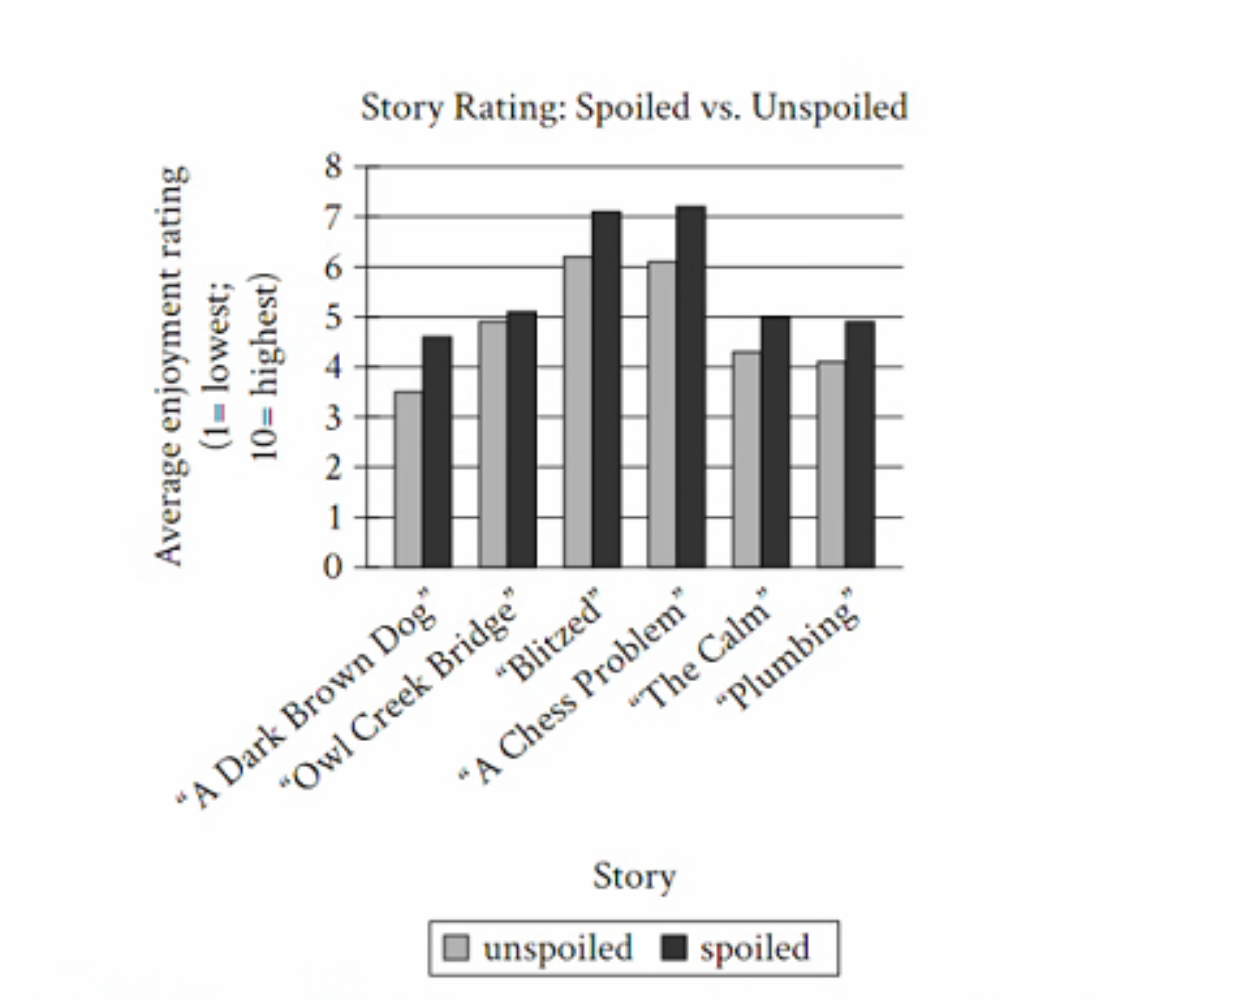 Story Rating: Spoiled vs. Unspoiled
Average enjoyment rating
(1= lowest;
10= highest)
8
7
6
5
4
3
2
1
0
“A Dark Brown Dog”
“Owl Creek Bridge”
“Blitzed”
“A Chess Problem”
“The Calm”
“Plumbing”
Story
unspoiled spoiled